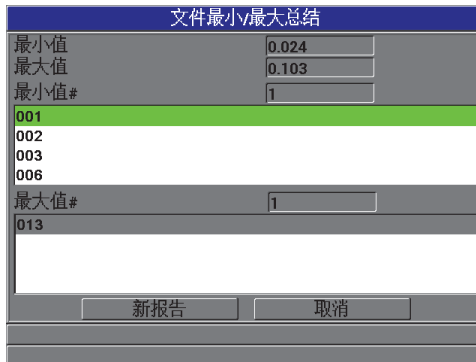 文件最小/最大总结
最小值 0.024
最大值 0.103
最小值# 1
001
002
003
006
最大值# 1
013
新报告 取消